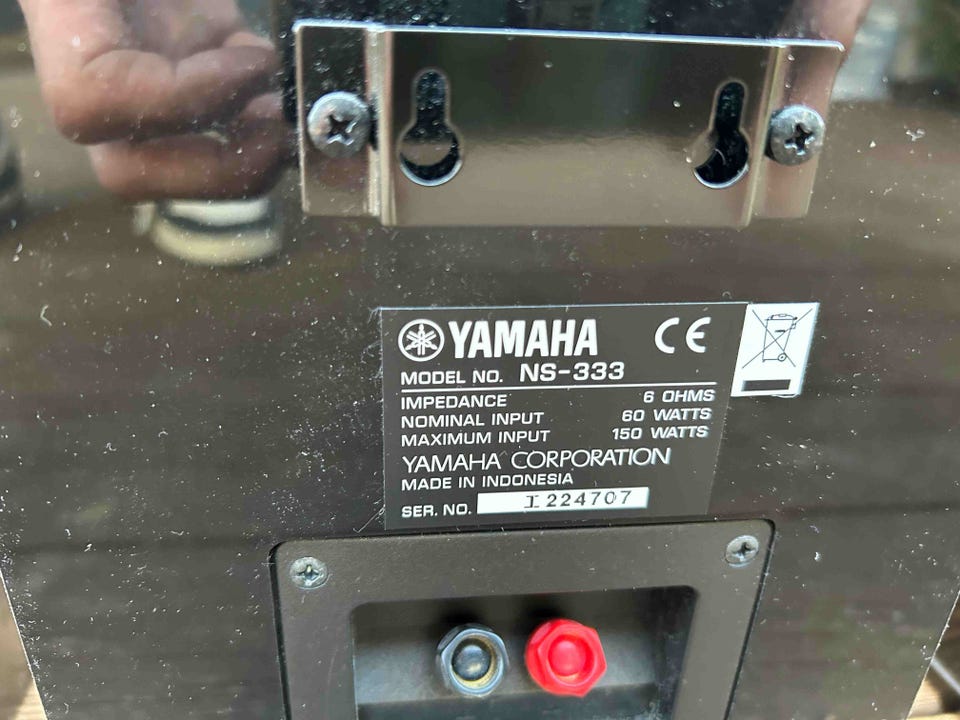 YAMAHA CE
MODEL NO. NS-333
IMPEDANCE 6 OHMS
NOMINAL INPUT 60 WATTS
MAXIMUM INPUT 150 WATTS
YAMAHA CORPORATION
MADE IN INDONESIA
SER. NO. I224707